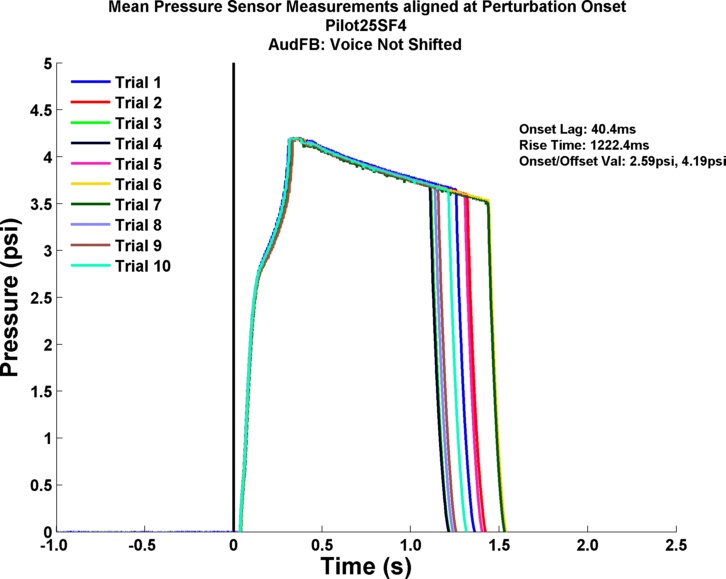 Mean Pressure Sensor Measurements aligned at Perturbation Onset
Pilot25SF4
AudFB: Voice Not Shifted
Pressure (psi)
5
4.5
4
3.5
3
2.5
2
1.5
1
0.5
0
Trial 1
Trial 2
Trial 3
Trial 4
Trial 5
Trial 6
Trial 7
Trial 8
Trial 9
Trial 10
Onset Lag: 40.4ms
Rise Time: 1222.4ms
Onset/Offset Val: 2.59psi, 4.19psi
-1.0 -0.5 0 0.5 1.0 1.5 2.0 2.5
Time (s)